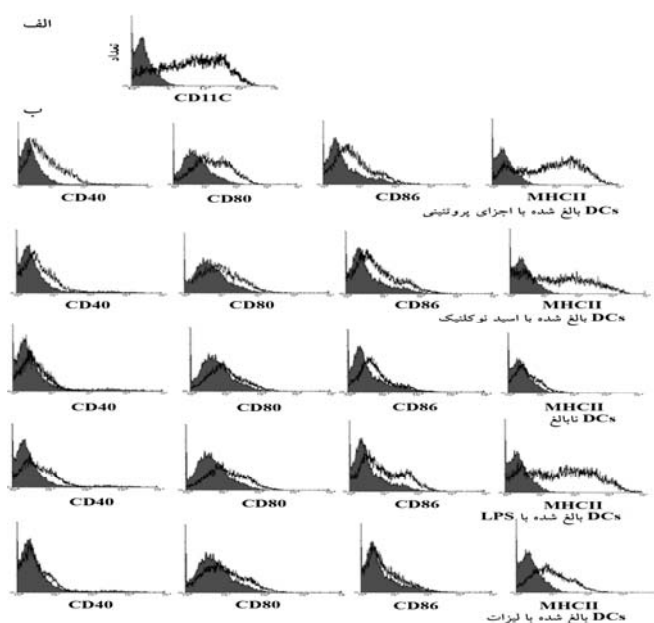 الف
تعداد
CD11C
ب
CD40 CD80 CD86 MHCII
DCs بالغ شده با اجزای پروتئینی
CD40 CD80 CD86 MHCII
DCs بالغ شده با اسید نوکلئیک
CD40 CD80 CD86 MHCII
DCs نابالغ
CD40 CD80 CD86 MHCII
DCs بالغ شده با LPS
CD40 CD80 CD86 MHCII
DCs بالغ شده با لیزات